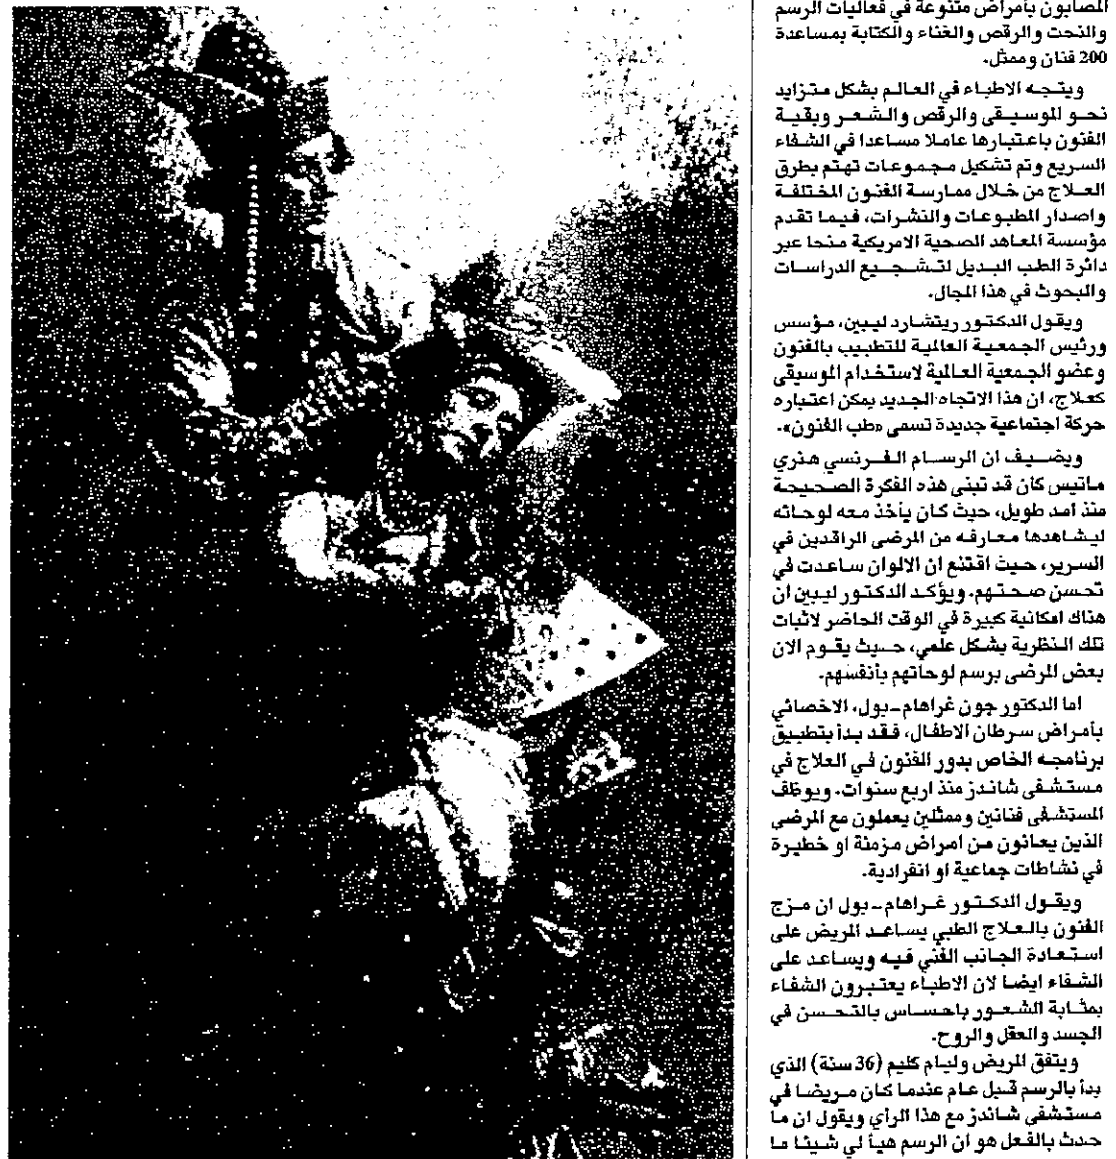 المصابون بأمراض متنوعة في فعاليات الرسم
والنحت والرقص والغناء والكتابة بمساعدة
200 فنان وممثل.
ويتجه الاطباء في العالم بشكل متزايد
نحو الموسيقى والرقص والشعر وبقية
الفنون باعتبارها عاملا مساعدا في الشفاء
السريع وتم تشكيل مجموعات تهتم بطرق
العلاج من خلال ممارسة الفنون المختلفة
واصدار المطبوعات والنشرات، فيما تقدم
مؤسسة المعاهد الصحية الامريكية منحا عبر
دائرة الطب البديل لتشجيع الدراسات
والبحوث في هذا المجال.
ويقول الدكتور ريتشارد ليبين، مؤسس
ورئيس الجمعية العالمية للتطبيب بالفنون
وعضو الجمعية العالمية لاستخدام الموسيقى
كعلاج، ان هذا الاتجاه الجديد يمكن اعتباره
حركة اجتماعية جديدة تسمى «طب الفنون».
ويضيف ان الرسام الفرنسي هنري
ماتيس كان قد تبنى هذه الفكرة الصحيحة
منذ امد طويل، حيث كان يأخذ معه لوحاته
ليشاهدها معارفه من المرضى الراقدين في
السرير، حيث اقتنع ان الالوان ساعدت في
تحسن صحتهم. ويؤكد الدكتور ليبين ان
هناك امكانية كبيرة في الوقت الحاضر لاثبات
تلك النظرية بشكل علمي، حيث يقوم الان
بعض المرضى برسم لوحاتهم بأنفسهم.
اما الدكتور جون غراهام-بول، الاخصائي
بأمراض سرطان الاطفال، فقد بدأ بتطبيق
برنامجه الخاص بدور الفنون في العلاج في
مستشفى شاندز منذ اربع سنوات. ويوظف
المستشفى فنانين وممثلين يعملون مع المرضى
الذين يعانون من امراض مزمنة او خطيرة
في نشاطات جماعية او انفرادية.
ويقول الدكتور غراهام-بول ان مزج
الفنون بالعلاج الطبي يساعد المريض على
استعادة الجانب الفني فيه ويساعد على
الشفاء ايضا لان الاطباء يعتبرون الشفاء
بمثابة الشعور باحساس بالتحسن في
الجسد والعقل والروح.
ويتفق المريض وليام كليم (36 سنة) الذي
بدأ بالرسم قبل عام عندما كان مريضا في
مستشفى شاندز مع هذا الرأي ويقول ان ما
حدث بالفعل هو ان الرسم هيأ لي شيئا ما